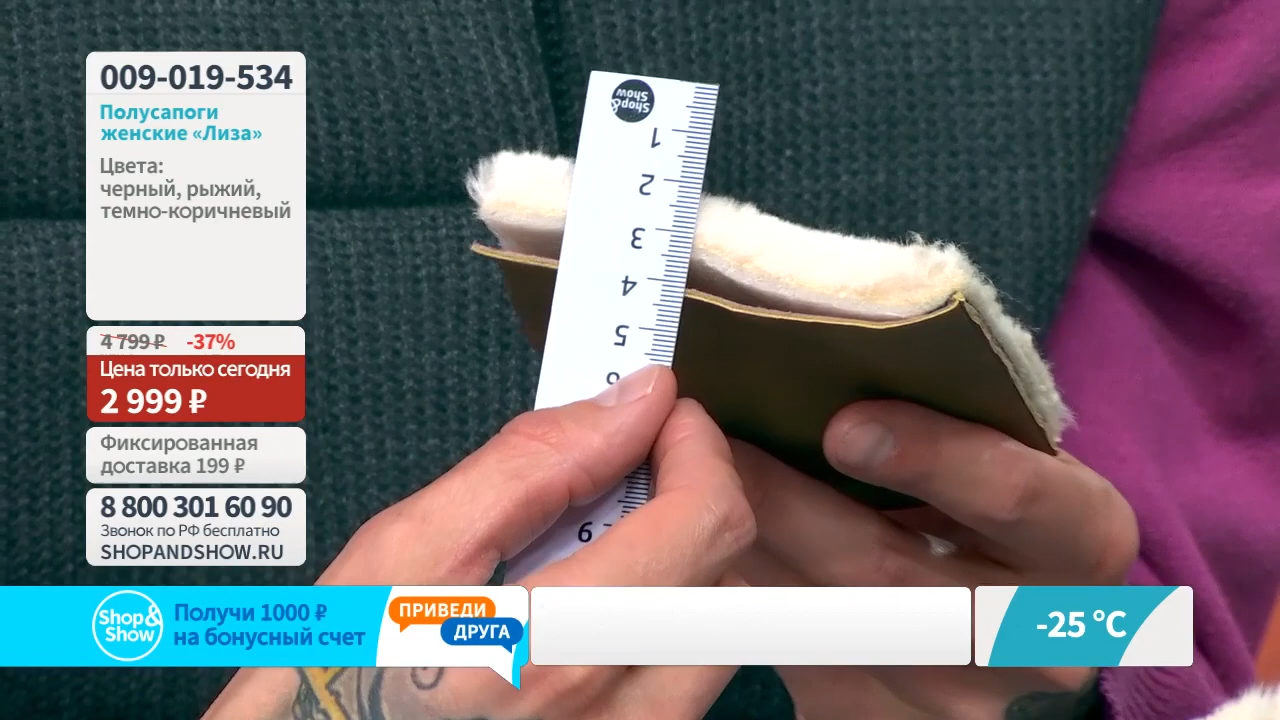 009-019-534
Полусапоги
женские «Лиза»
Цвета:
черный, рыжий,
темно-коричневый
4 799 ₽ -37%
Цена только сегодня
2 999 ₽
Фиксированная
доставка 199 ₽
8 800 301 60 90
Звонок по РФ бесплатно
SHOPANDSHOW.RU
Shop&
Show
1
2
3
4
5
6
9
Shop&
Show
Получи 1000 ₽
на бонусный счет
ПРИВЕДИ
ДРУГА
-25 °C